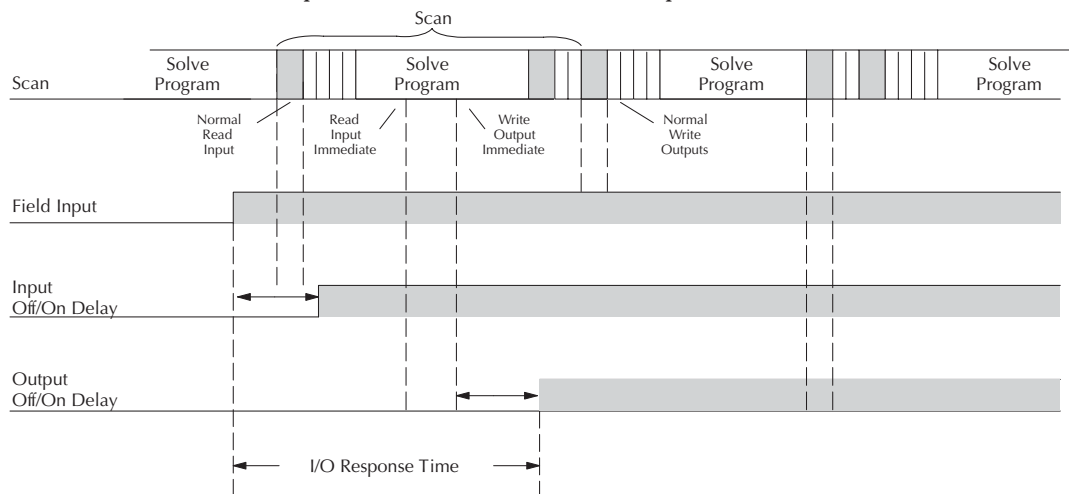 Scan
Solve
Program
Solve
Program
Solve
Program
Solve
Program
Scan
Normal
Read
Input
Read
Input
Immediate
Write
Output
Immediate
Normal
Write
Outputs
Field Input
Input
Off/On Delay
Output
Off/On Delay
I/O Response Time